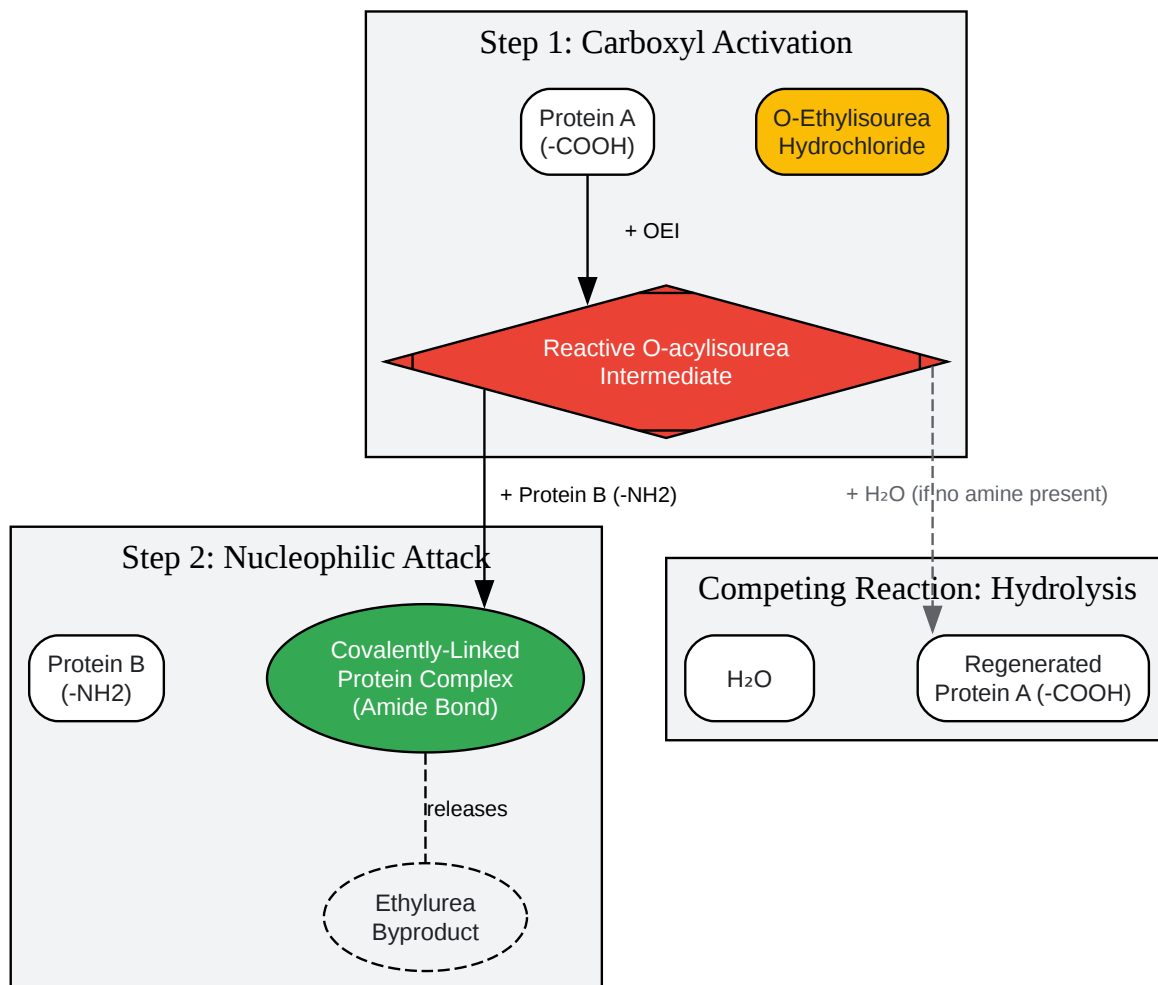 Step 1: Carboxyl Activation
Protein A
(-COOH)
O-Ethylisourea
Hydrochloride
+ OEI
Reactive O-acylisourea
Intermediate
+ Protein B (-NH2)
+ H₂O (if no amine present)
Step 2: Nucleophilic Attack
Protein B
(-NH2)
Covalently-Linked
Protein Complex
(Amide Bond)
releases
Ethylurea
Byproduct
Competing Reaction: Hydrolysis
H₂O
Regenerated
Protein A (-COOH)